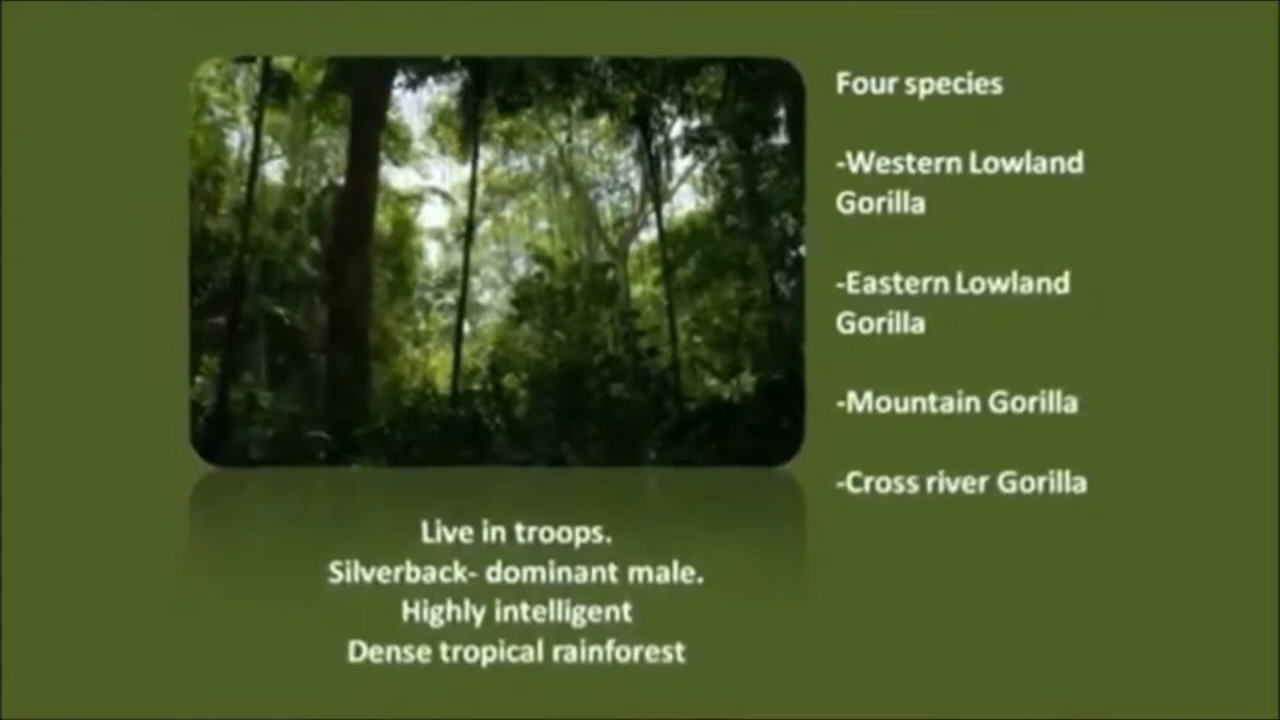 Four species
-Western Lowland
Gorilla
-Eastern Lowland
Gorilla
-Mountain Gorilla
-Cross river Gorilla
Live in troops.
Silverback- dominant male.
Highly intelligent
Dense tropical rainforest